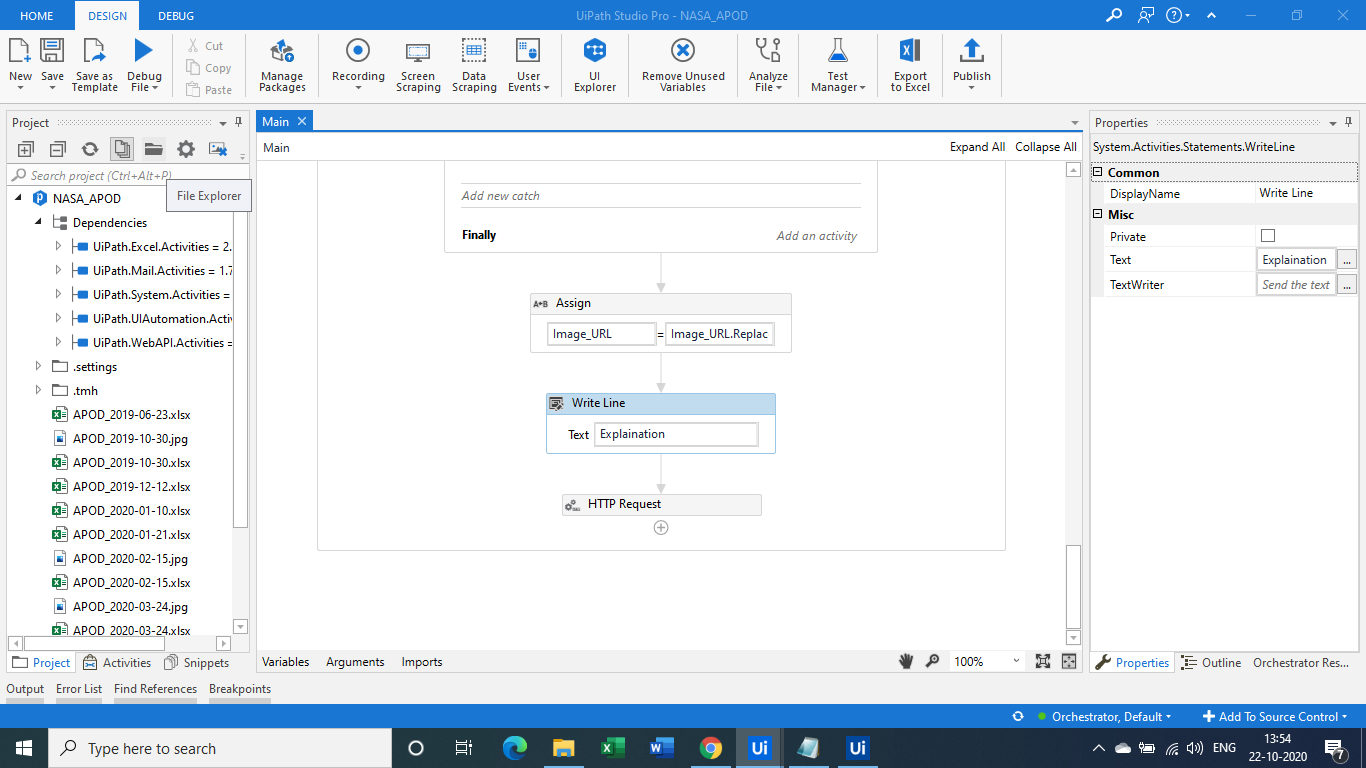 HOME DESIGN DEBUG UiPath Studio Pro - NASA_APOD
New Save Save as Template Debug File Cut Copy Paste Manage Packages Recording Screen Scraping Data Scraping User Events UI Explorer Remove Unused Variables Analyze File Test Manager Export to Excel Publish
Project
Search project (Ctrl+Alt+P)
File Explorer
NASA_APOD
Dependencies
UiPath.Excel.Activities = 2.
UiPath.Mail.Activities = 1.7
UiPath.System.Activities =
UiPath.UIAutomation.Activ
UiPath.WebAPI.Activities =
.settings
.tmh
APOD_2019-06-23.xlsx
APOD_2019-10-30.jpg
APOD_2019-10-30.xlsx
APOD_2019-12-12.xlsx
APOD_2020-01-10.xlsx
APOD_2020-01-21.xlsx
APOD_2020-02-15.jpg
APOD_2020-02-15.xlsx
APOD_2020-03-24.jpg
APOD_2020-03-24.xlsx
Project Activities Snippets
Main
Main Expand All Collapse All
Add new catch
Finally Add an activity
A+B Assign
Image_URL = Image_URL.Replac
Write Line
Text Explaination
HTTP Request
Variables Arguments Imports 100%
Properties
System.Activities.Statements.WriteLine
Common
DisplayName Write Line
Misc
Private
Text Explaination ...
TextWriter Send the text ...
Properties Outline Orchestrator Res...
Output Error List Find References Breakpoints
Orchestrator, Default Add To Source Control
Type here to search Ui Ui ENG 13:54
22-10-2020 7